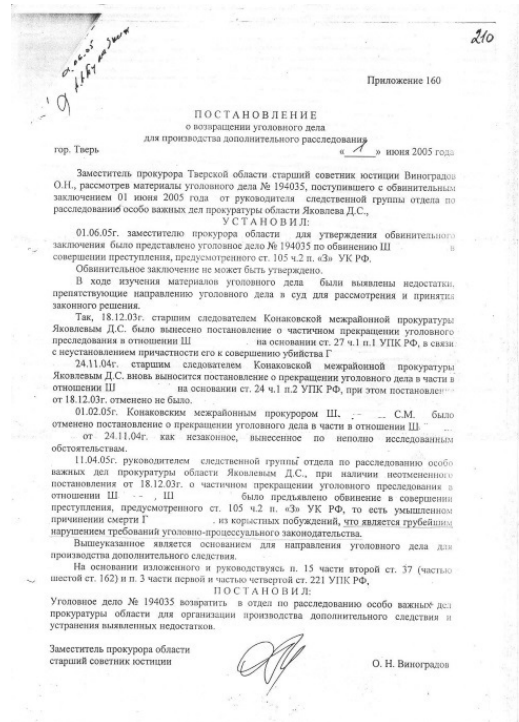 210
Приложение 160
ПОСТАНОВЛЕНИЕ
о возвращении уголовного дела
для производства дополнительного расследования
гор. Тверь « 1 » июня 2005 года
Заместитель прокурора Тверской области старший советник юстиции Виноградов
О.Н., рассмотрев материалы уголовного дела № 194035, поступившего с обвинительным
заключением 01 июня 2005 года от руководителя следственной группы отдела по
расследованию особо важных дел прокуратуры области Яковлева Д.С.,
УСТАНОВИЛ:
01.06.05г. заместителю прокурора области для утверждения обвинительного
заключения было представлено уголовное дело № 194035 по обвинению Ш в
совершении преступления, предусмотренного ст. 105 ч.2 п. «З» УК РФ.
Обвинительное заключение не может быть утверждено.
В ходе изучения материалов уголовного дела были выявлены недостатки,
препятствующие направлению уголовного дела в суд для рассмотрения и принятия
законного решения.
Так, 18.12.03г. старшим следователем Конаковской межрайонной прокуратуры
Яковлевым Д.С. было вынесено постановление о частичном прекращении уголовного
преследования в отношении Ш на основании ст. 27 ч.1 п.1 УПК РФ, в связи
с неустановлением причастности его к совершению убийства Г
24.11.04г. старшим следователем Конаковской межрайонной прокуратуры
Яковлевым Д.С. вновь выносится постановление о прекращении уголовного дела в части в
отношении Ш на основании ст. 24 ч.1 п.2 УПК РФ, при этом постановление
от 18.12.03г. отменено не было.
01.02.05г. Конаковским межрайонным прокурором Ш. С.М. было
отменено постановление о прекращении уголовного дела в части в отношении Ш
от 24.11.04г. как незаконное, вынесенное по неполно исследованным
обстоятельствам.
11.04.05г. руководителем следственной группы отдела по расследованию особо
важных дел прокуратуры области Яковлевым Д.С., при наличии неотмененного
постановления от 18.12.03г. о частичном прекращении уголовного преследования в
отношении Ш , Ш было предъявлено обвинение в совершении
преступления, предусмотренного ст. 105 ч.2 п. «З» УК РФ, то есть умышленном
причинении смерти Г . из корыстных побуждений, что является грубейшим
нарушением требований уголовно-процессуального законодательства.
Вышеуказанное является основанием для направления уголовного дела для
производства дополнительного следствия.
На основании изложенного и руководствуясь п. 15 части второй ст. 37 (частью
шестой ст. 162) и п. 3 части первой и частью четвертой ст. 221 УПК РФ,
ПОСТАНОВИЛ:
Уголовное дело № 194035 возвратить в отдел по расследованию особо важных дел
прокуратуры области для организации производства дополнительного следствия и
устранения выявленных недостатков.
Заместитель прокурора области
старший советник юстиции О. Н. Виноградов